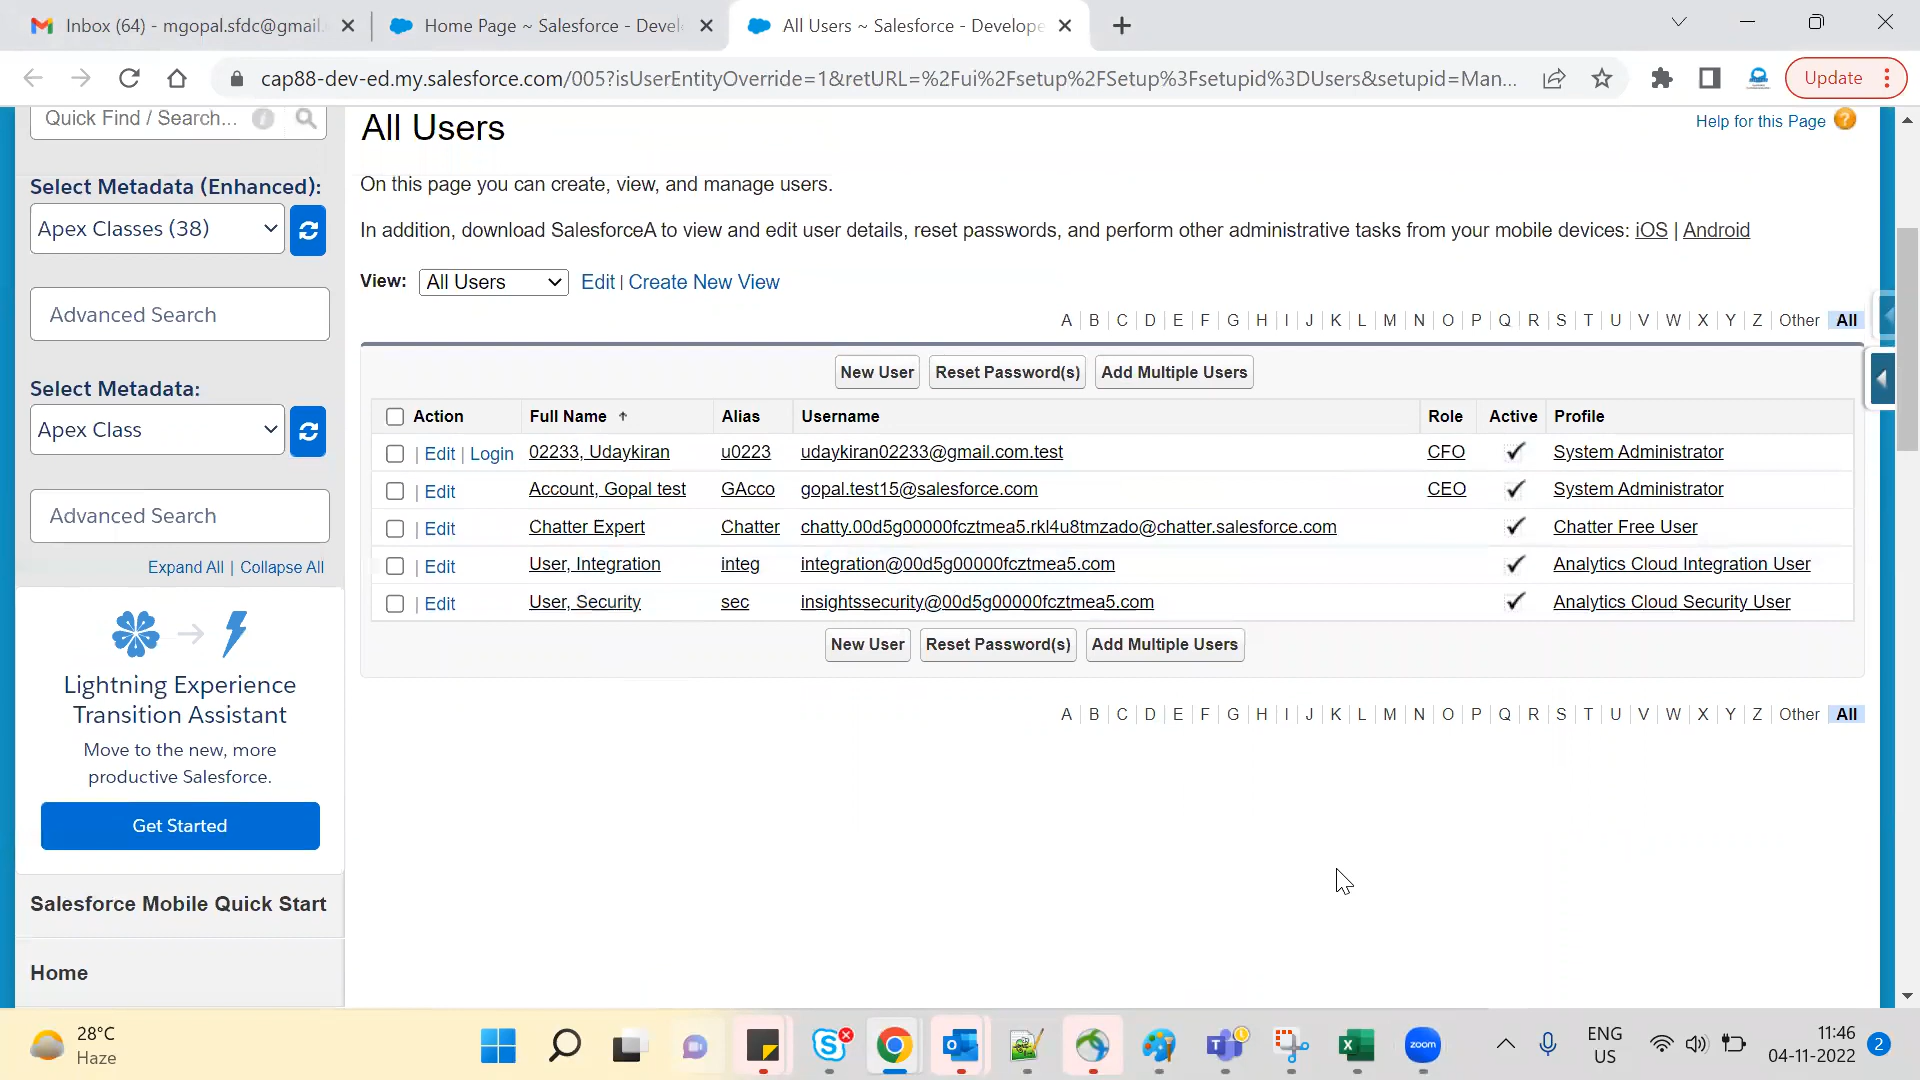 Inbox (64) - mgopal.sfdc@gmail.
Home Page ~ Salesforce - Devel
All Users ~ Salesforce - Develope
cap88-dev-ed.my.salesforce.com/005?isUserEntityOverride=1&retURL=%2Fui%2Fsetup%2FSetup%3Fsetupid%3DUsers&setupid=Man...
Update
Quick Find / Search...
Select Metadata (Enhanced):
Apex Classes (38)
Advanced Search
Select Metadata:
Apex Class
Advanced Search
Expand All | Collapse All
Lightning Experience
Transition Assistant
Move to the new, more
productive Salesforce.
Get Started
Salesforce Mobile Quick Start
Home
All Users
Help for this Page ?
On this page you can create, view, and manage users.
In addition, download SalesforceA to view and edit user details, reset passwords, and perform other administrative tasks from your mobile devices: iOS | Android
View: All Users Edit | Create New View
A | B | C | D | E | F | G | H | I | J | K | L | M | N | O | P | Q | R | S | T | U | V | W | X | Y | Z | Other All
New User Reset Password(s) Add Multiple Users
Action Full Name ↑ Alias Username Role Active Profile
| Edit | Login 02233, Udaykiran u0223 udaykiran02233@gmail.com.test CFO ✓ System Administrator
| Edit Account, Gopal test GAcco gopal.test15@salesforce.com CEO ✓ System Administrator
| Edit Chatter Expert Chatter chatty.00d5g00000fcztmea5.rkl4u8tmzado@chatter.salesforce.com ✓ Chatter Free User
| Edit User, Integration integ integration@00d5g00000fcztmea5.com ✓ Analytics Cloud Integration User
| Edit User, Security sec insightssecurity@00d5g00000fcztmea5.com ✓ Analytics Cloud Security User
New User Reset Password(s) Add Multiple Users
A | B | C | D | E | F | G | H | I | J | K | L | M | N | O | P | Q | R | S | T | U | V | W | X | Y | Z | Other All
28°C
Haze
zoom
ENG
US
11:46
04-11-2022
2